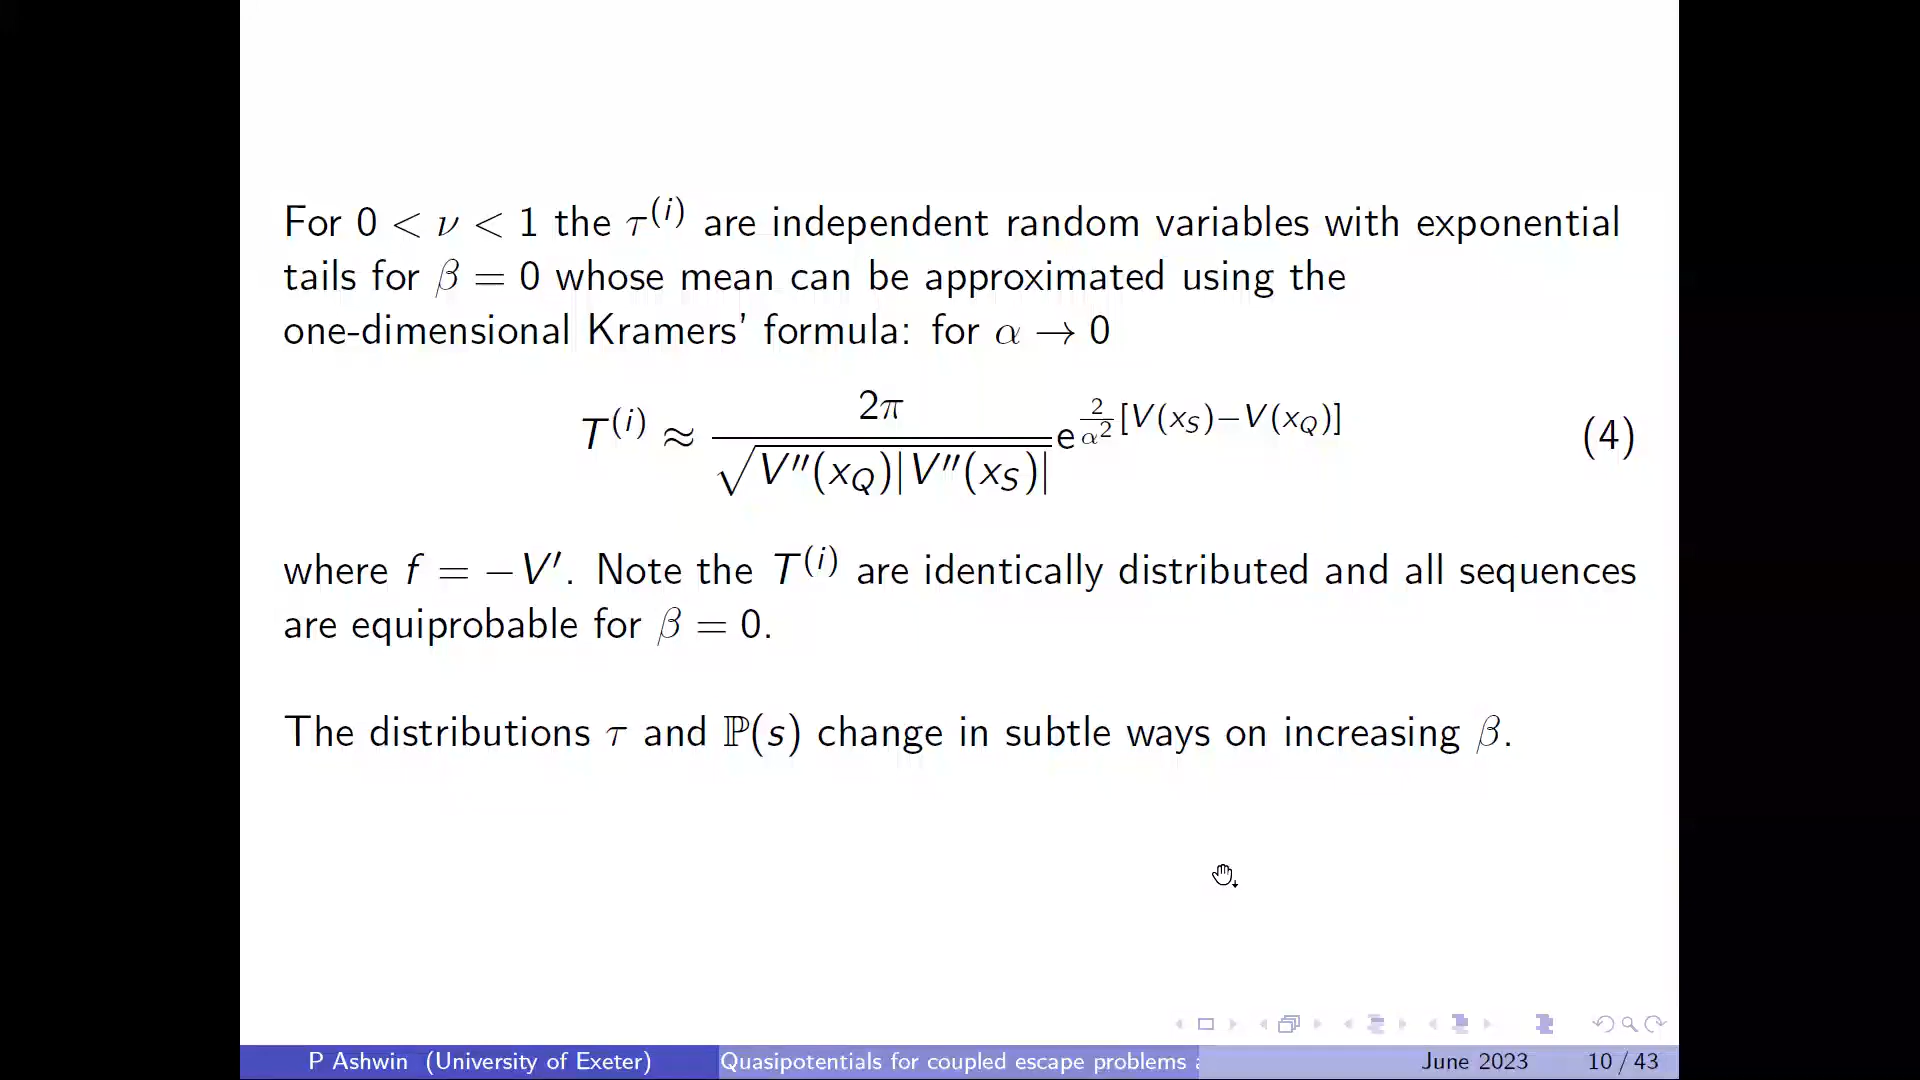 For 0 < ν < 1 the τ^(i) are independent random variables with exponential
tails for β = 0 whose mean can be approximated using the
one-dimensional Kramers' formula: for α → 0
T^(i) ≈ 2π / √(V″(x_Q)|V″(x_S)|) e^{2/α² [V(x_S)−V(x_Q)]} (4)
where f = −V′. Note the T^(i) are identically distributed and all sequences
are equiprobable for β = 0.
The distributions τ and ℙ(s) change in subtle ways on increasing β.
P Ashwin (University of Exeter) Quasipotentials for coupled escape problems a June 2023 10 / 43